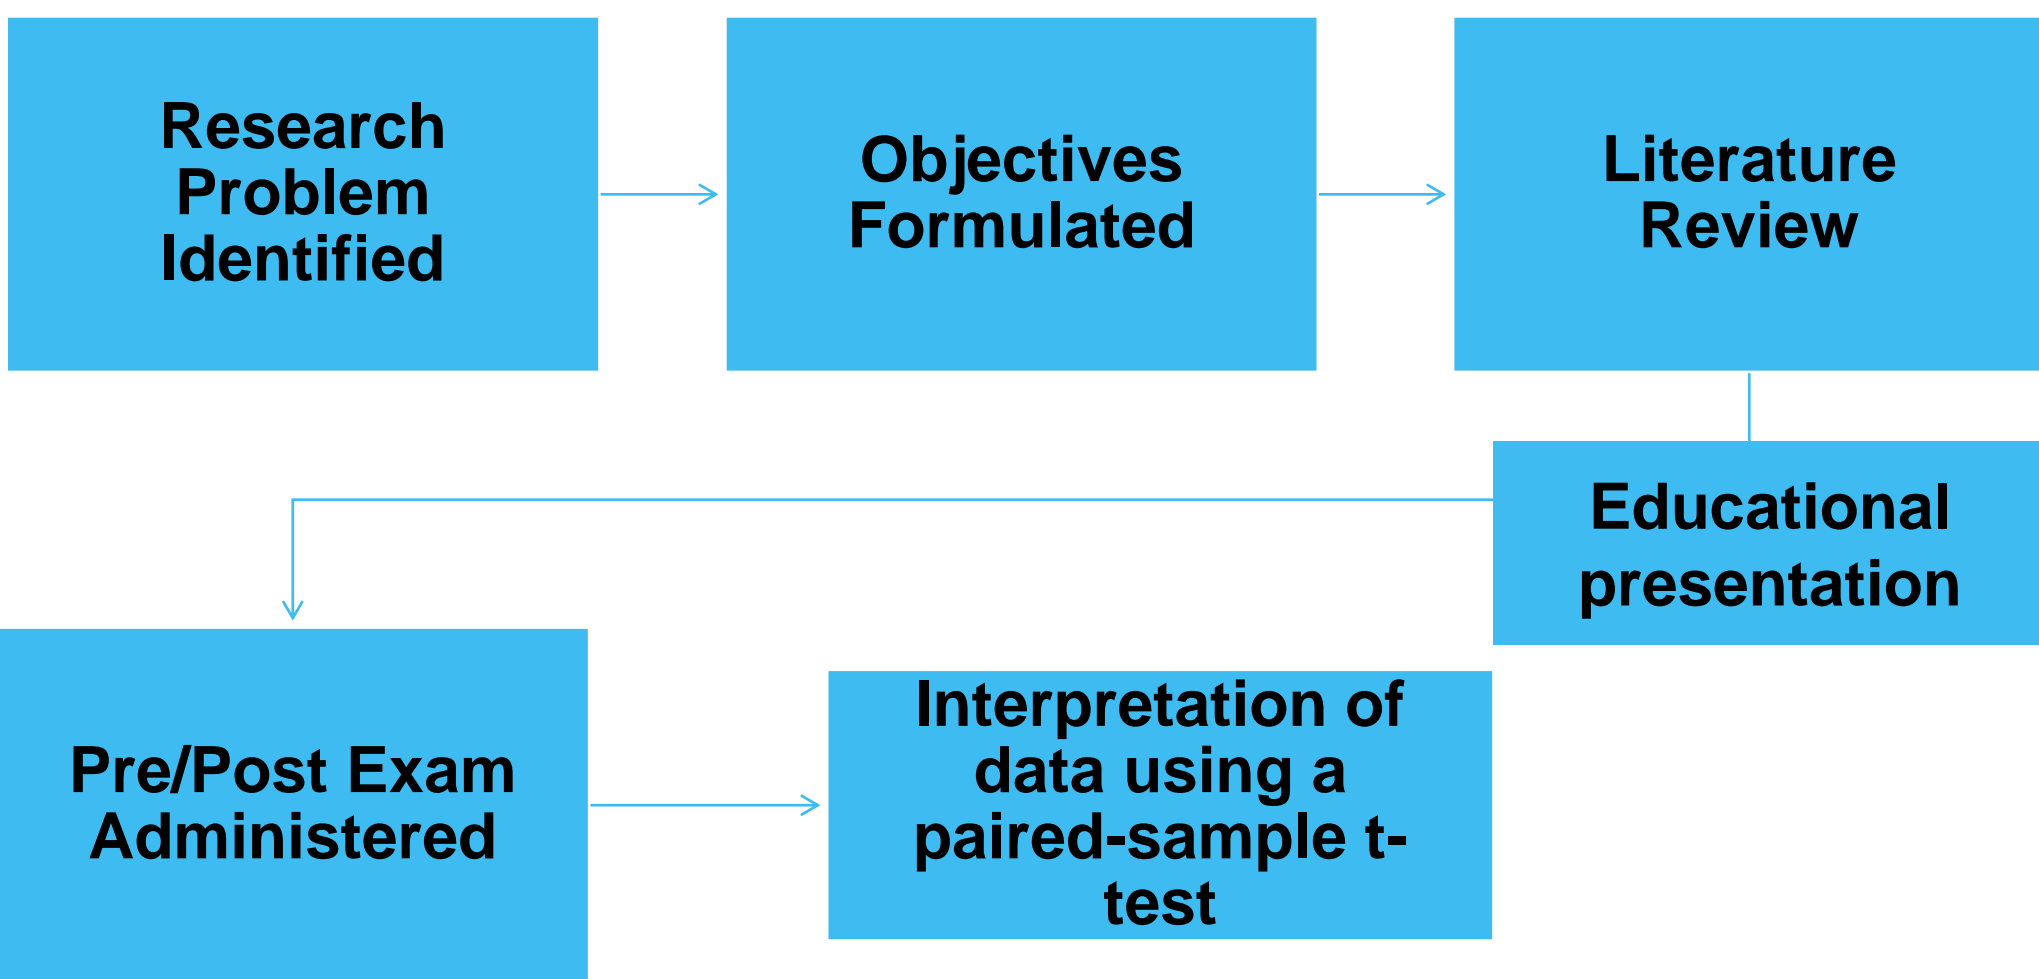 Research
Problem
Identified
Objectives
Formulated
Literature
Review
Educational
presentation
Pre/Post Exam
Administered
Interpretation of
data using a
paired-sample t-
test